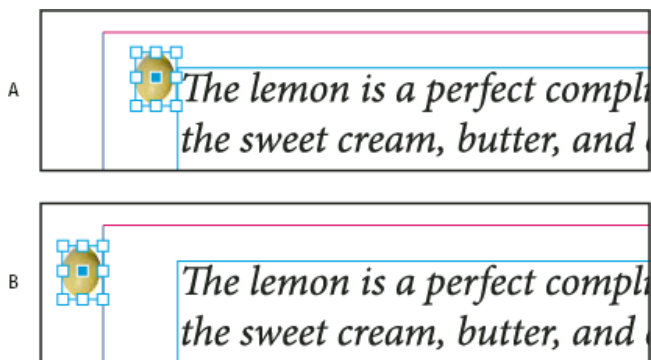 A
The lemon is a perfect compl
the sweet cream, butter, and
B
The lemon is a perfect compl
the sweet cream, butter, and